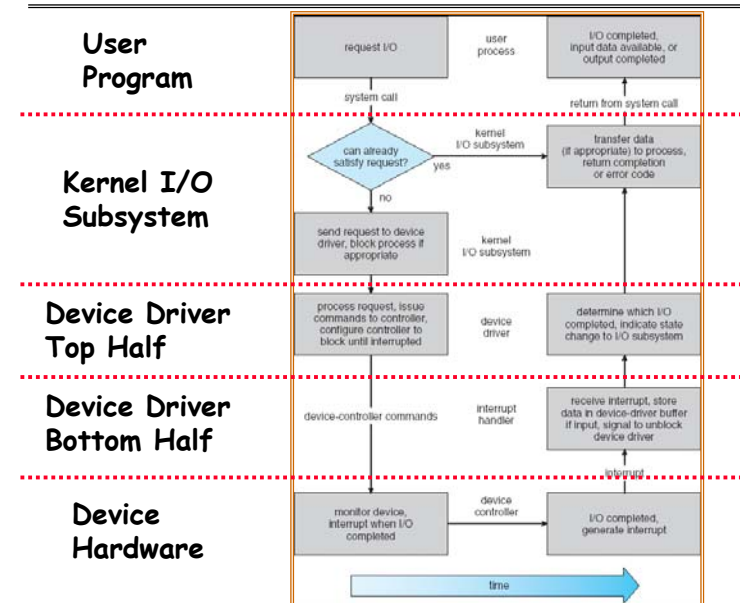 User
Program
request I/O
user
process
I/O completed,
input data available, or
output completed
system call
return from system call
Kernel I/O
Subsystem
can already
satisfy request?
yes
no
kernel
I/O subsystem
transfer data
(if appropriate) to process,
return completion
or error code
send request to device
driver, block process if
appropriate
kernel
I/O subsystem
Device Driver
Top Half
process request, issue
commands to controller,
configure controller to
block until interrupted
device
driver
determine which I/O
completed, indicate state
change to I/O subsystem
Device Driver
Bottom Half
device-controller commands
interrupt
handler
receive interrupt, store
data in device-driver buffer
if input, signal to unblock
device driver
interrupt
Device
Hardware
monitor device,
interrupt when I/O
completed
device
controller
I/O completed,
generate interrupt
time